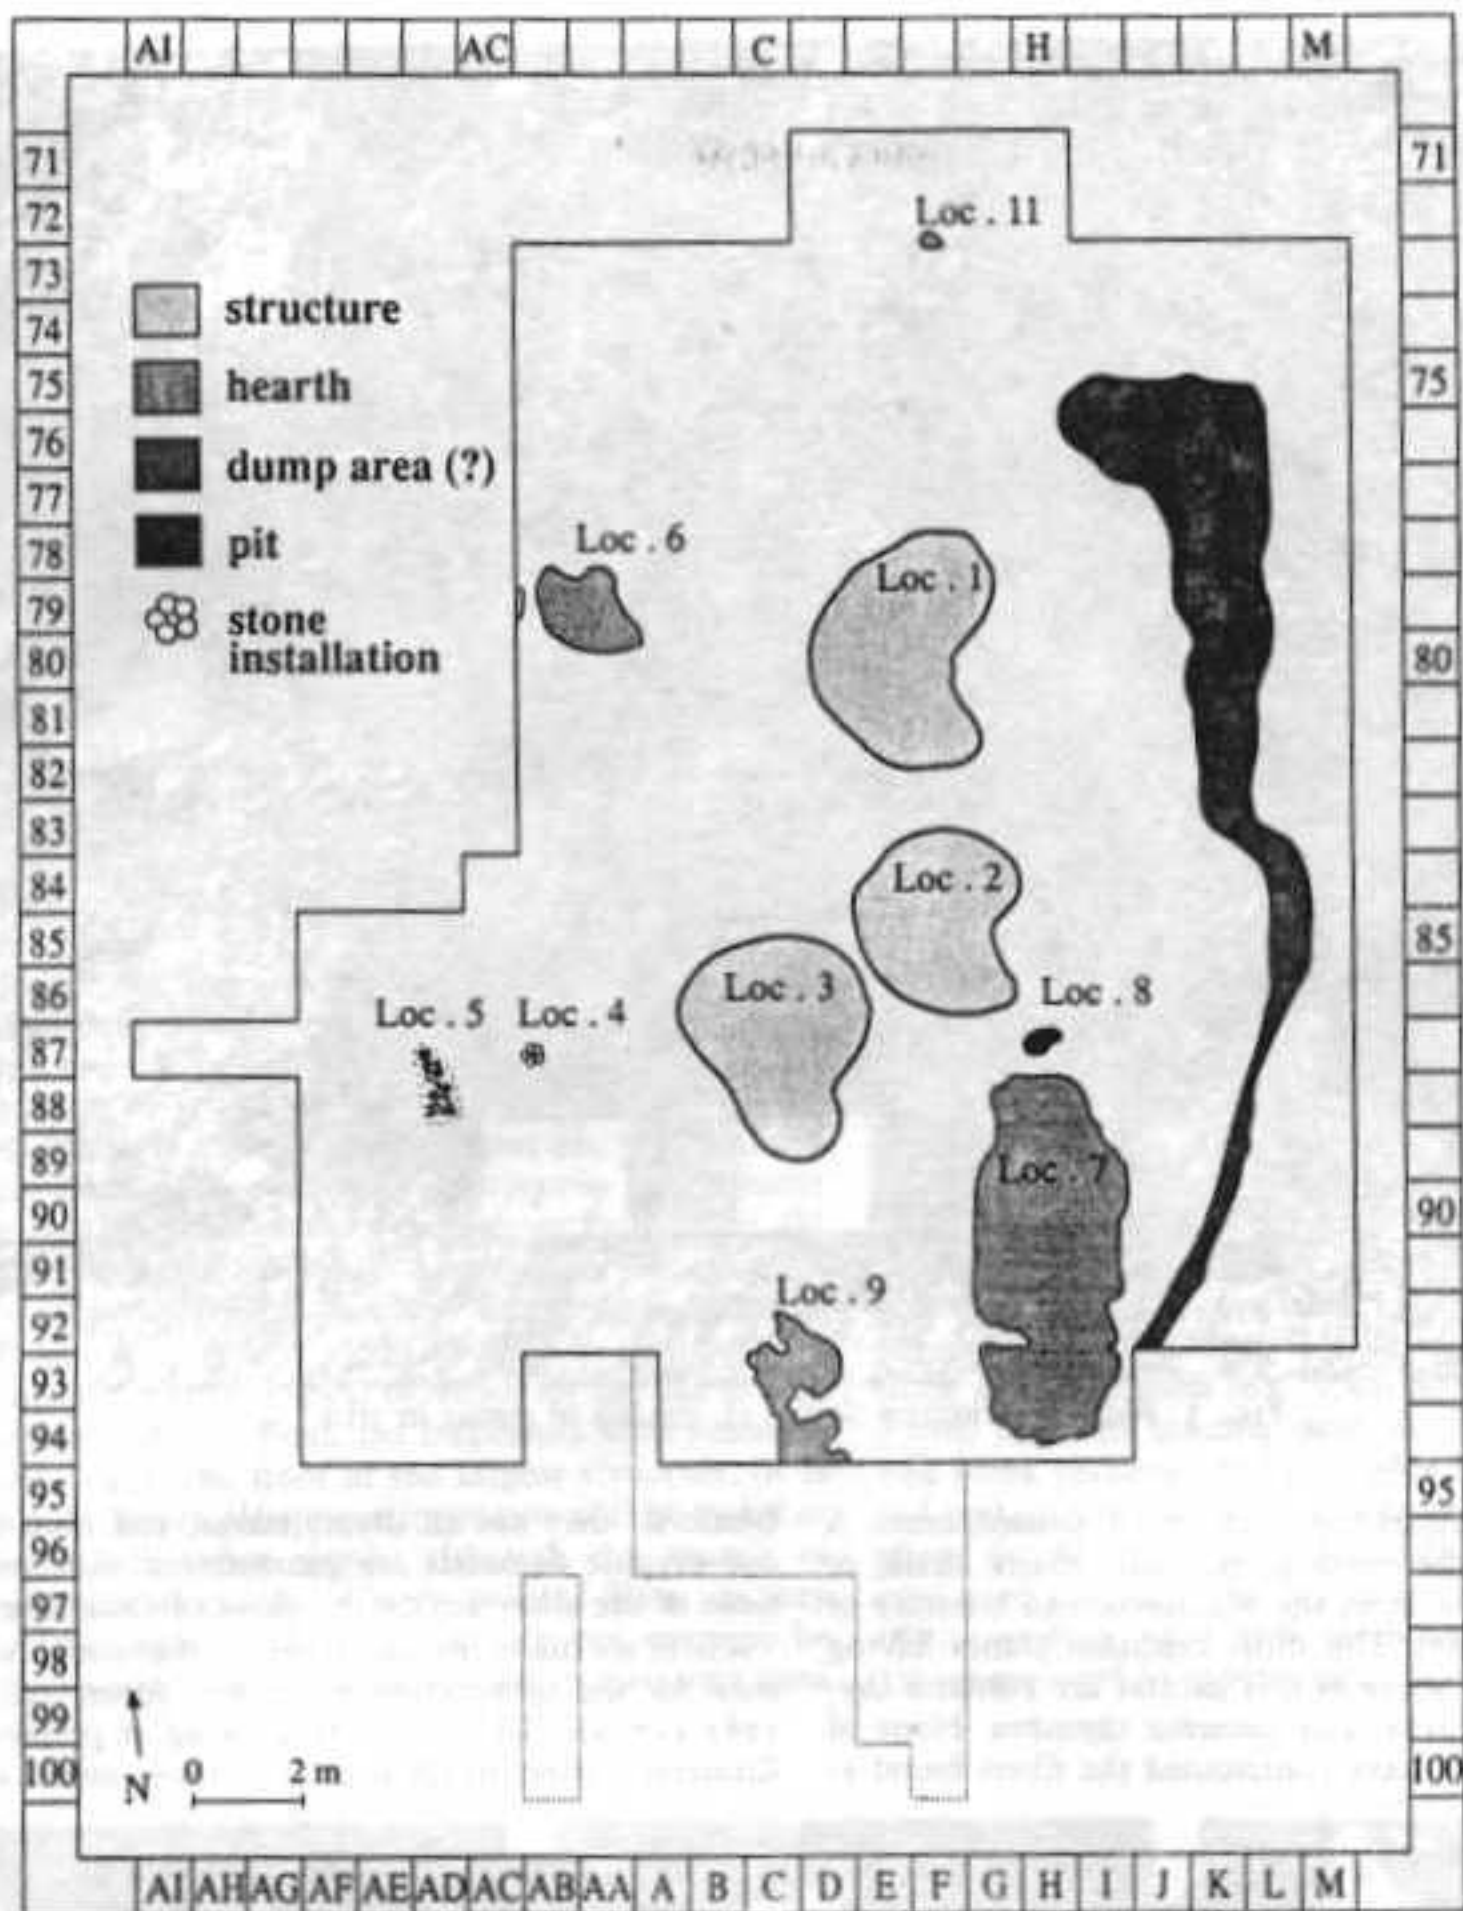 AI AC C H M
71 71
72
Loc . 11
73
structure
74
hearth
75 75
76
dump area (?)
77
pit
78
Loc . 6
Loc . 1
79
stone
installation
80 80
81
82
83
84
Loc . 2
85 85
86
Loc . 3
Loc . 8
Loc . 5 Loc . 4
87
88
89
Loc . 7
90 90
91
Loc . 9
92
93
94
95 95
96
97
98
99
100 100
0 2 m
N
AI AH AG AF AE AD AC AB AA A B C D E F G H I J K L M